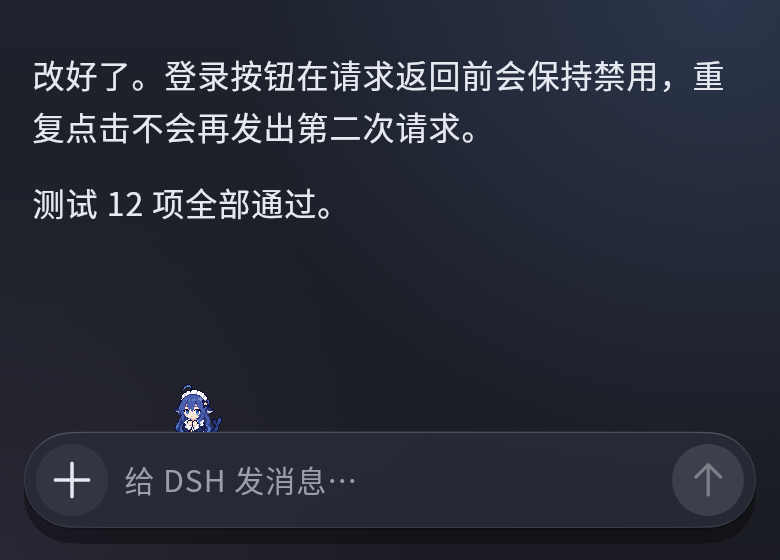 改好了。登录按钮在请求返回前会保持禁用，重
复点击不会再发出第二次请求。
测试 12 项全部通过。
给 DSH 发消息…